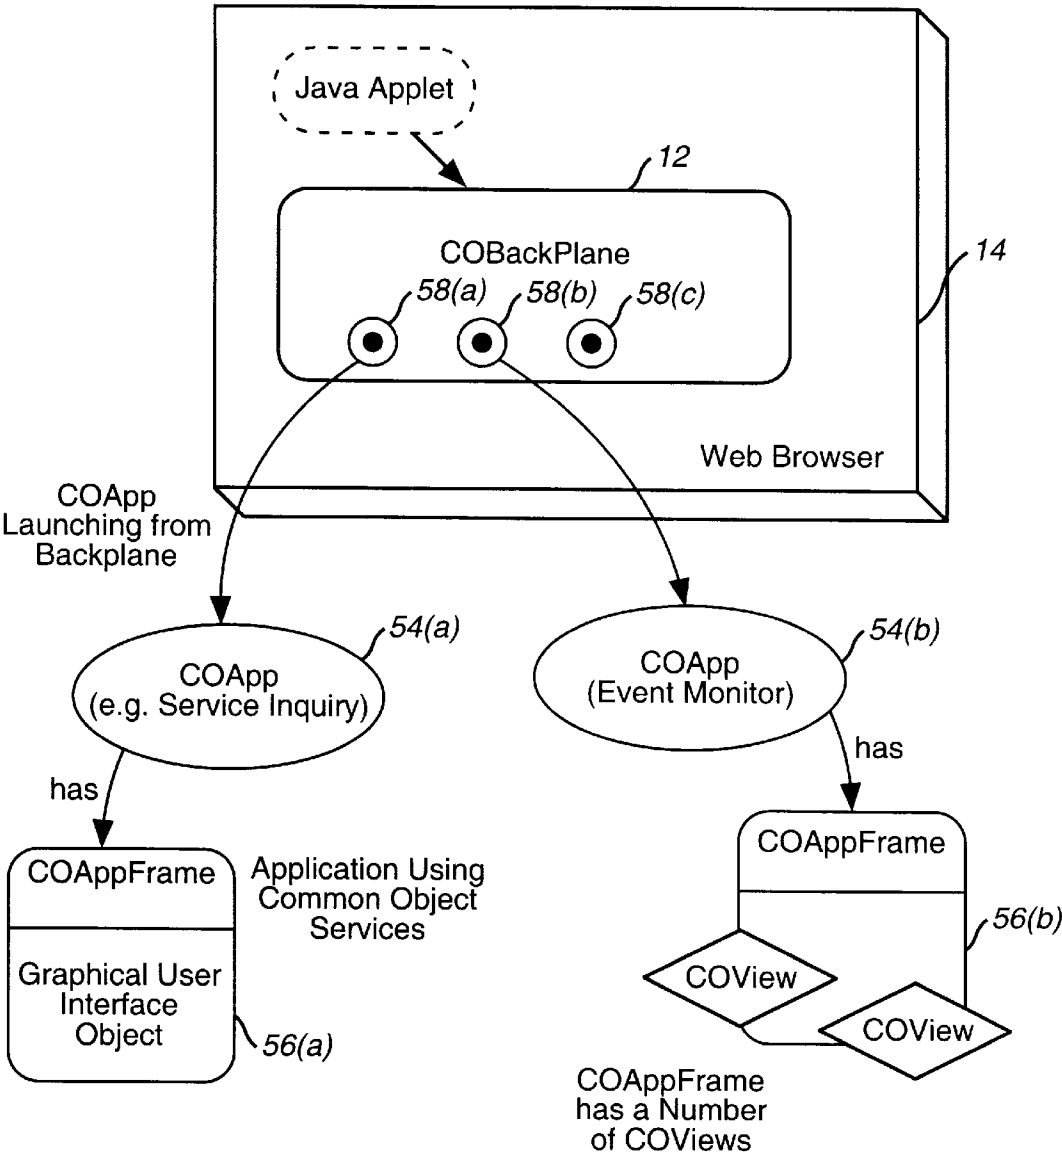 Java Applet
12
COBackPlane
14
58(a)
58(b)
58(c)
Web Browser
COApp
Launching from
Backplane
54(a)
54(b)
COApp
(e.g. Service Inquiry)
COApp
(Event Monitor)
has
has
COAppFrame
Graphical User
Interface
Object
56(a)
Application Using
Common Object
Services
COAppFrame
56(b)
COView
COView
COAppFrame
has a Number
of COViews